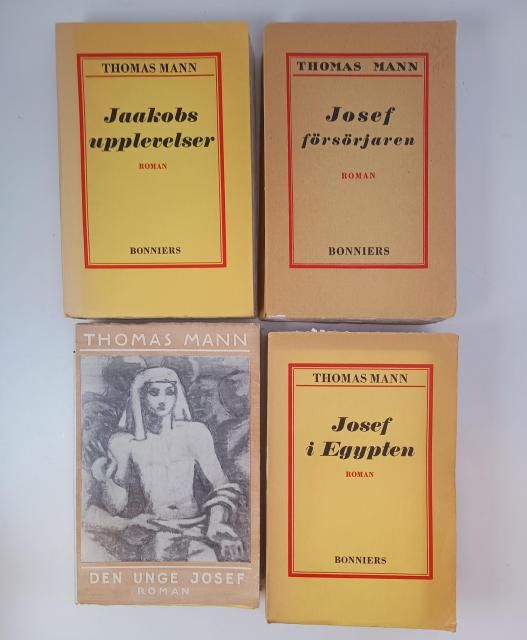 THOMAS MANN
Jaakobs
upplevelser
ROMAN
BONNIERS
THOMAS MANN
Josef
försörjaren
ROMAN
BONNIERS
THOMAS MANN
DEN UNGE JOSEF
ROMAN
THOMAS MANN
Josef
i Egypten
ROMAN
BONNIERS